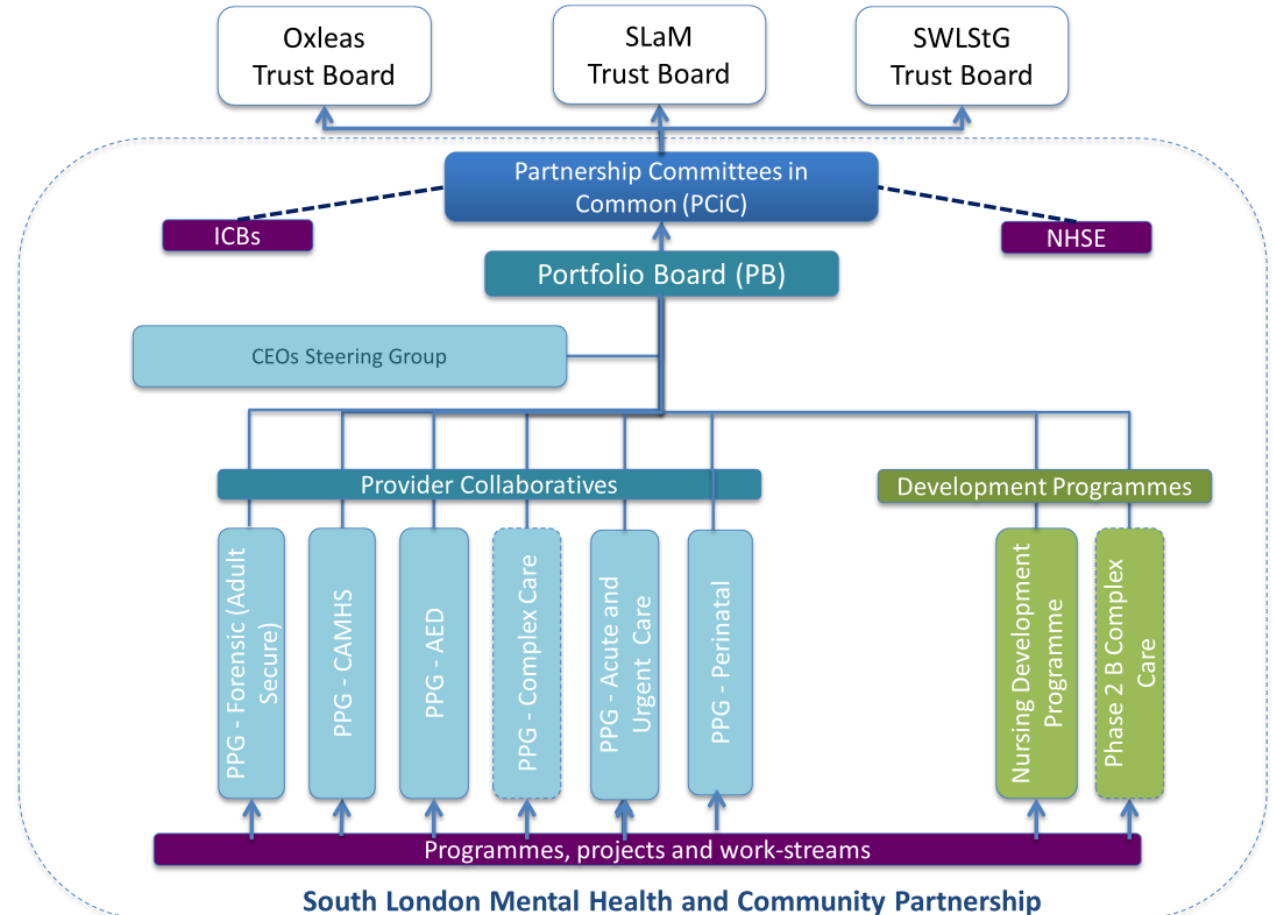 Oxleas
Trust Board
SLaM
Trust Board
SWLStG
Trust Board
Partnership Committees in
Common (PCiC)
ICBs
NHSE
Portfolio Board (PB)
CEOs Steering Group
Provider Collaboratives
Development Programmes
PPG - Forensic (Adult
Secure)
PPG - CAMHS
PPG - AED
PPG - Complex Care
PPG - Acute and
Urgent Care
PPG - Perinatal
Nursing Development
Programme
Phase 2 B Complex
Care
Programmes, projects and work-streams
South London Mental Health and Community Partnership